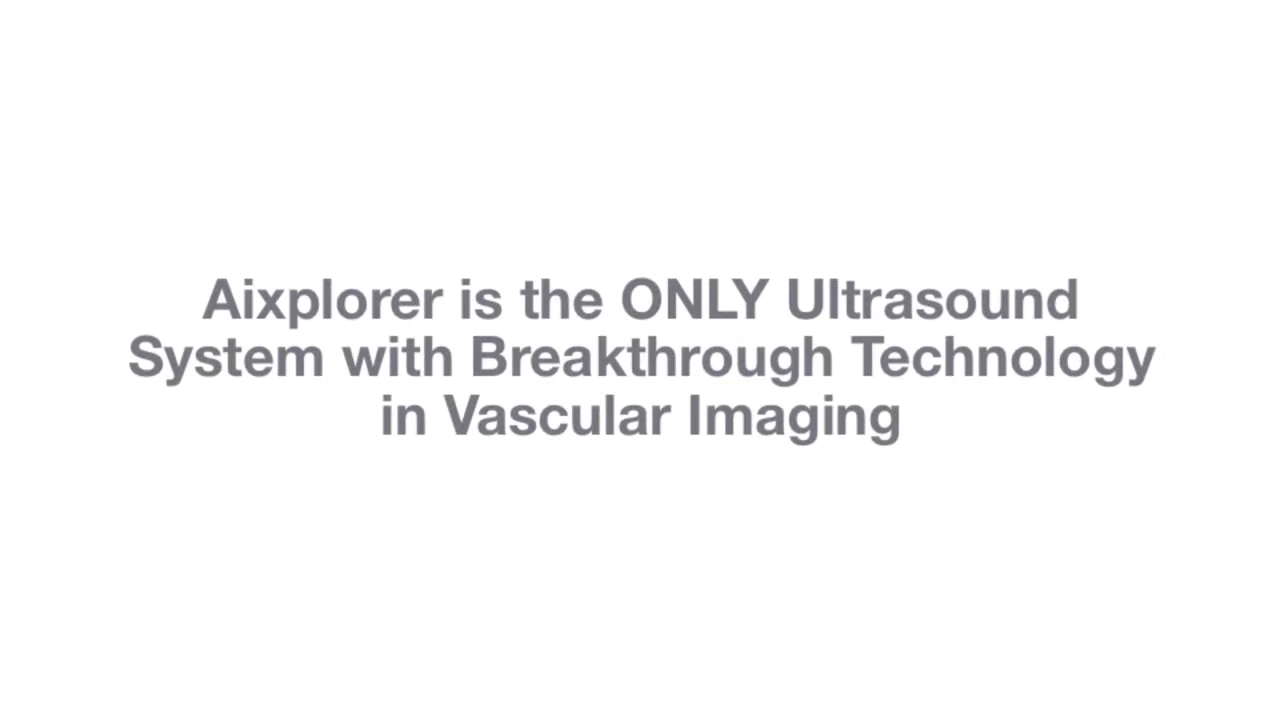 Aixplorer is the ONLY Ultrasound
System with Breakthrough Technology
in Vascular Imaging